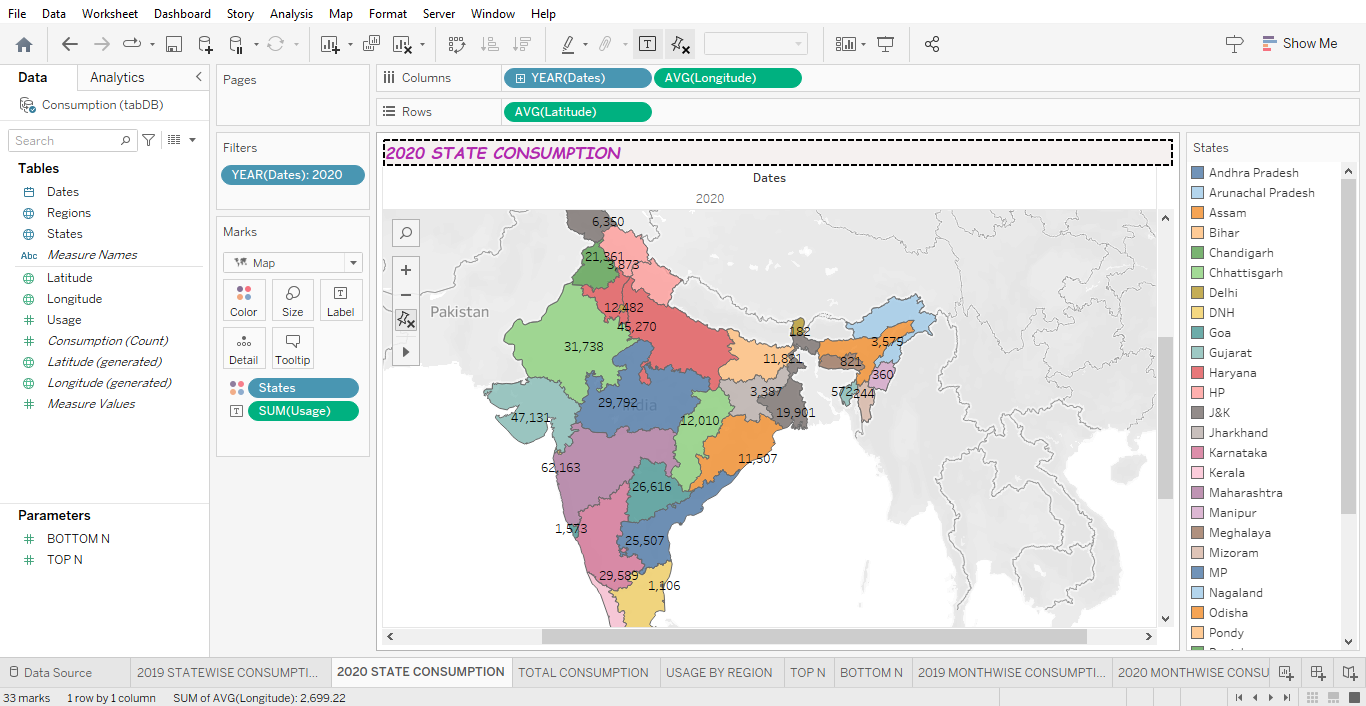 File Data Worksheet Dashboard Story Analysis Map Format Server Window Help
Show Me
Data Analytics
Consumption (tabDB)
Search
Tables
Dates
Regions
States
Abc Measure Names
Latitude
Longitude
Usage
Consumption (Count)
Latitude (generated)
Longitude (generated)
Measure Values
Parameters
BOTTOM N
TOP N
Pages
Filters
YEAR(Dates): 2020
Marks
Map
Color Size Label
Detail Tooltip
States
SUM(Usage)
Columns YEAR(Dates) AVG(Longitude)
Rows AVG(Latitude)
2020 STATE CONSUMPTION
Dates
2020
6,350
21,361
3,873
12,482
Pakistan
45,270
182
3,579
31,738
11,821
821
360
3,387
572
144
29,792
India
47,131
12,010
19,901
11,507
62,163
26,616
1,573
25,507
29,589
1,106
States
Andhra Pradesh
Arunachal Pradesh
Assam
Bihar
Chandigarh
Chhattisgarh
Delhi
DNH
Goa
Gujarat
Haryana
HP
J&K
Jharkhand
Karnataka
Kerala
Maharashtra
Manipur
Meghalaya
Mizoram
MP
Nagaland
Odisha
Pondy
Data Source 2019 STATEWISE CONSUMPTI... 2020 STATE CONSUMPTION TOTAL CONSUMPTION USAGE BY REGION TOP N BOTTOM N 2019 MONTHWISE CONSUMPTI... 2020 MONTHWISE CONSU
33 marks 1 row by 1 column SUM of AVG(Longitude): 2,699.22